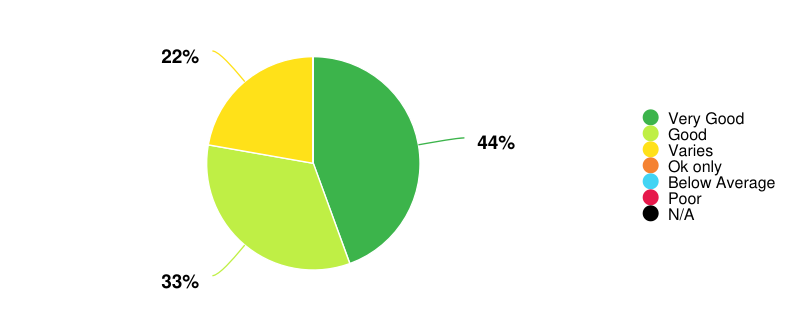 22%
44%
33%
Very Good
Good
Varies
Ok only
Below Average
Poor
N/A